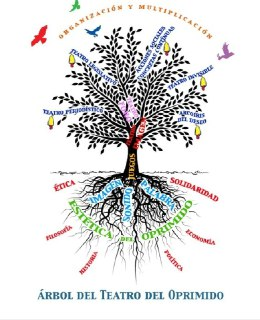 ORGANIZACIÓN Y MULTIPLICACIÓN
TEATRO LEGISLATIVO
ACCIONES SOCIALES
CONCRETAS Y CONTINUAS
TEATRO INVISIBLE
TEATRO PERIODÍSTICO
ARCOIRIS
DEL DESEO
JUEGOS
ÉTICA
SOLIDARIDAD
IMAGEN
SONIDO
PALABRA
ESTÉTICA DEL OPRIMIDO
FILOSOFÍA
HISTORIA
POLÍTICA
ECONOMÍA
ÁRBOL DEL TEATRO DEL OPRIMIDO